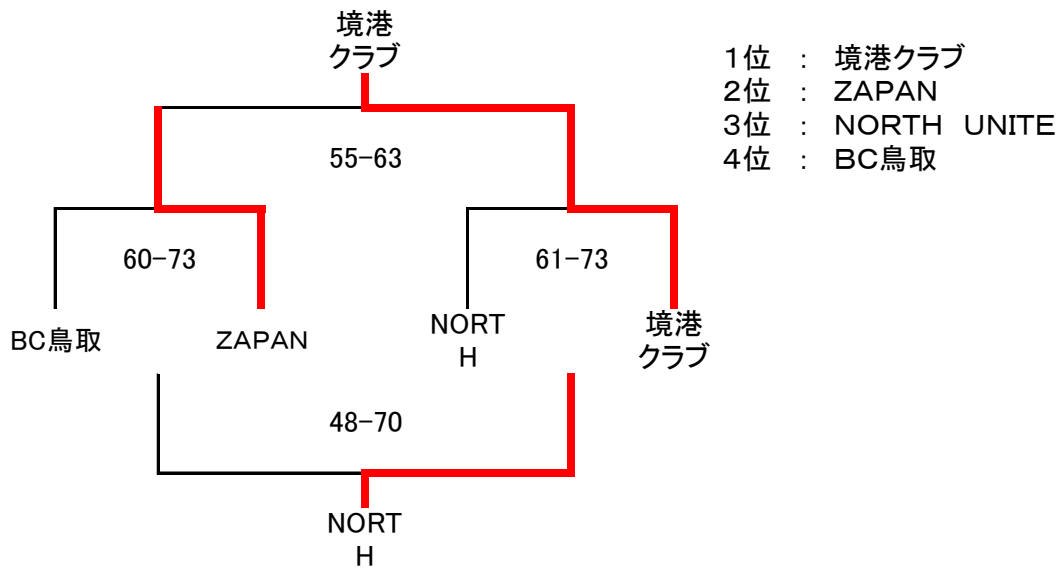 境港
クラブ
1位 : 境港クラブ
2位 : ZAPAN
3位 : NORTH UNITE
4位 : BC鳥取
55-63
60-73
61-73
BC鳥取
ZAPAN
NORT
H
境港
クラブ
48-70
NORT
H